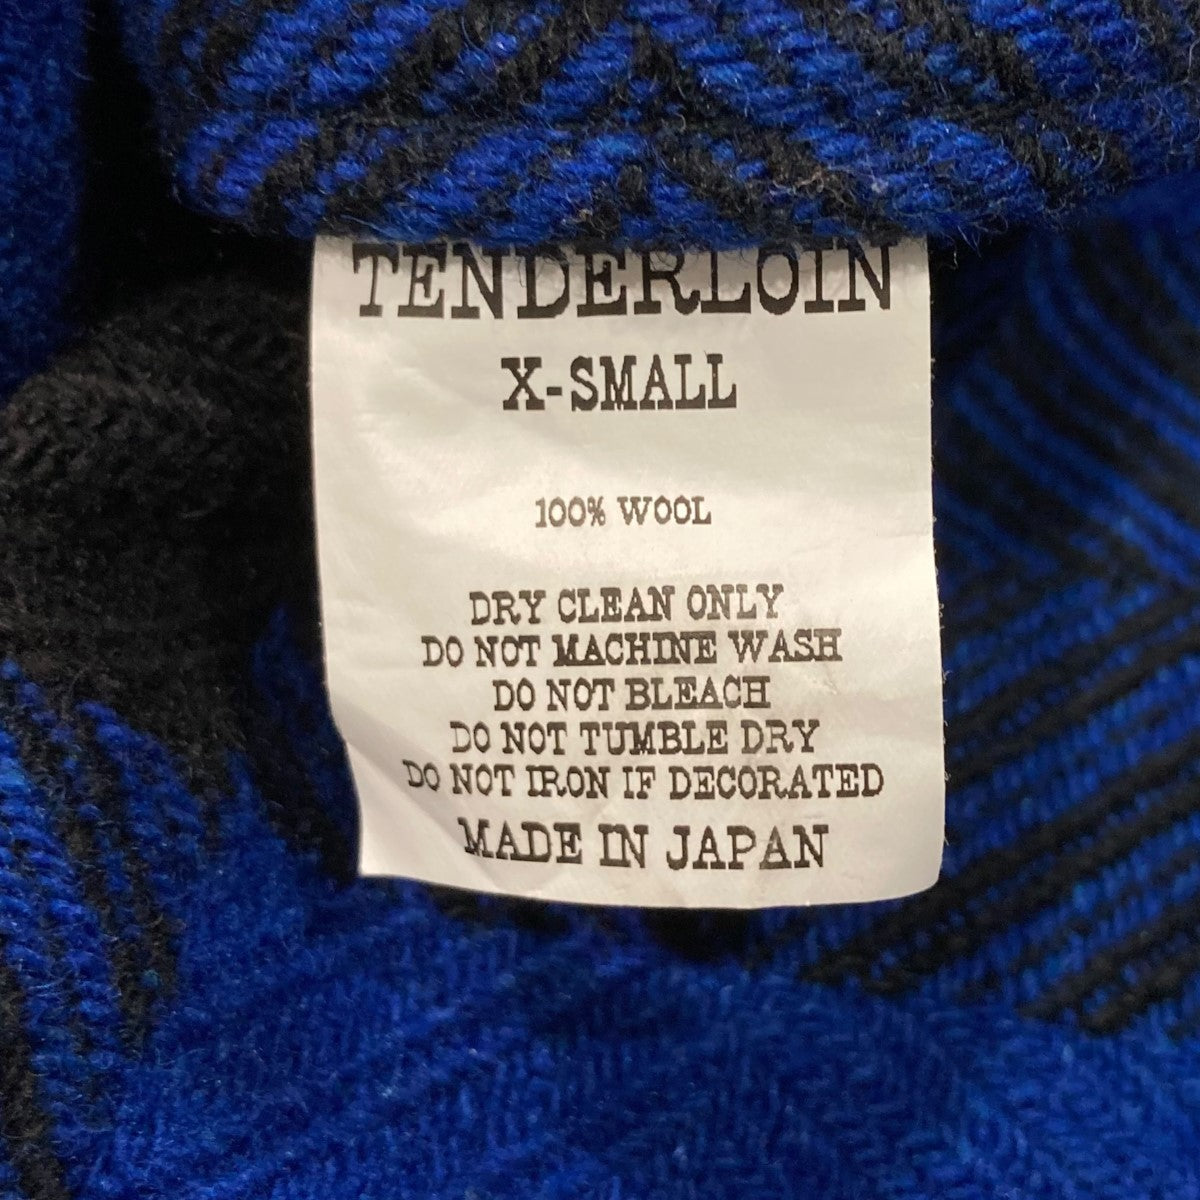 TENDERLOIN
X-SMALL
100% WOOL
DRY CLEAN ONLY
DO NOT MACHINE WASH
DO NOT BLEACH
DO NOT TUMBLE DRY
DO NOT IRON IF DECORATED
MADE IN JAPAN